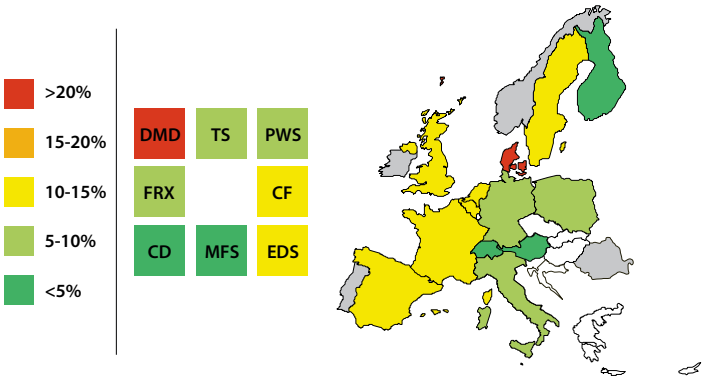 >20%
15-20%
10-15%
5-10%
<5%
DMD TS PWS
FRX CF
CD MFS EDS